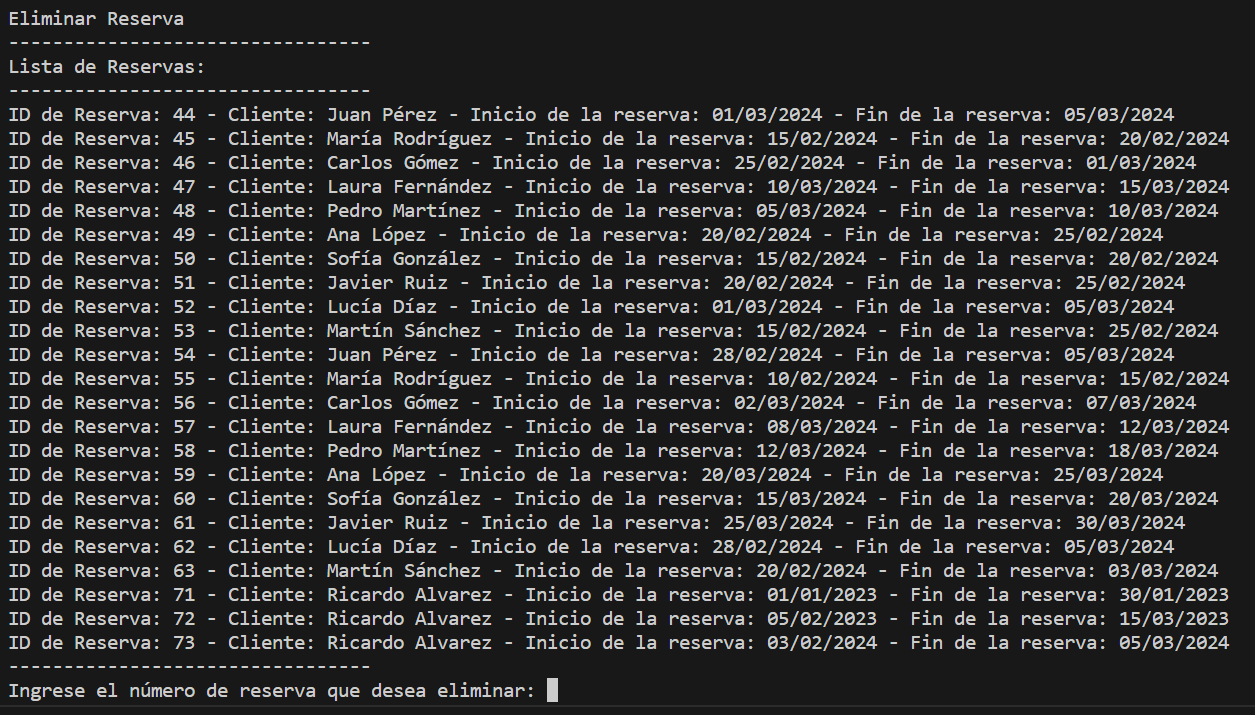 Eliminar Reserva
---------------------------------
Lista de Reservas:
---------------------------------
ID de Reserva: 44 - Cliente: Juan Pérez - Inicio de la reserva: 01/03/2024 - Fin de la reserva: 05/03/2024
ID de Reserva: 45 - Cliente: María Rodríguez - Inicio de la reserva: 15/02/2024 - Fin de la reserva: 20/02/2024
ID de Reserva: 46 - Cliente: Carlos Gómez - Inicio de la reserva: 25/02/2024 - Fin de la reserva: 01/03/2024
ID de Reserva: 47 - Cliente: Laura Fernández - Inicio de la reserva: 10/03/2024 - Fin de la reserva: 15/03/2024
ID de Reserva: 48 - Cliente: Pedro Martínez - Inicio de la reserva: 05/03/2024 - Fin de la reserva: 10/03/2024
ID de Reserva: 49 - Cliente: Ana López - Inicio de la reserva: 20/02/2024 - Fin de la reserva: 25/02/2024
ID de Reserva: 50 - Cliente: Sofía González - Inicio de la reserva: 15/02/2024 - Fin de la reserva: 20/02/2024
ID de Reserva: 51 - Cliente: Javier Ruiz - Inicio de la reserva: 20/02/2024 - Fin de la reserva: 25/02/2024
ID de Reserva: 52 - Cliente: Lucía Díaz - Inicio de la reserva: 01/03/2024 - Fin de la reserva: 05/03/2024
ID de Reserva: 53 - Cliente: Martín Sánchez - Inicio de la reserva: 15/02/2024 - Fin de la reserva: 25/02/2024
ID de Reserva: 54 - Cliente: Juan Pérez - Inicio de la reserva: 28/02/2024 - Fin de la reserva: 05/03/2024
ID de Reserva: 55 - Cliente: María Rodríguez - Inicio de la reserva: 10/02/2024 - Fin de la reserva: 15/02/2024
ID de Reserva: 56 - Cliente: Carlos Gómez - Inicio de la reserva: 02/03/2024 - Fin de la reserva: 07/03/2024
ID de Reserva: 57 - Cliente: Laura Fernández - Inicio de la reserva: 08/03/2024 - Fin de la reserva: 12/03/2024
ID de Reserva: 58 - Cliente: Pedro Martínez - Inicio de la reserva: 12/03/2024 - Fin de la reserva: 18/03/2024
ID de Reserva: 59 - Cliente: Ana López - Inicio de la reserva: 20/03/2024 - Fin de la reserva: 25/03/2024
ID de Reserva: 60 - Cliente: Sofía González - Inicio de la reserva: 15/03/2024 - Fin de la reserva: 20/03/2024
ID de Reserva: 61 - Cliente: Javier Ruiz - Inicio de la reserva: 25/03/2024 - Fin de la reserva: 30/03/2024
ID de Reserva: 62 - Cliente: Lucía Díaz - Inicio de la reserva: 28/02/2024 - Fin de la reserva: 05/03/2024
ID de Reserva: 63 - Cliente: Martín Sánchez - Inicio de la reserva: 20/02/2024 - Fin de la reserva: 03/03/2024
ID de Reserva: 71 - Cliente: Ricardo Alvarez - Inicio de la reserva: 01/01/2023 - Fin de la reserva: 30/01/2023
ID de Reserva: 72 - Cliente: Ricardo Alvarez - Inicio de la reserva: 05/02/2023 - Fin de la reserva: 15/03/2023
ID de Reserva: 73 - Cliente: Ricardo Alvarez - Inicio de la reserva: 03/02/2024 - Fin de la reserva: 05/03/2024
---------------------------------
Ingrese el número de reserva que desea eliminar: